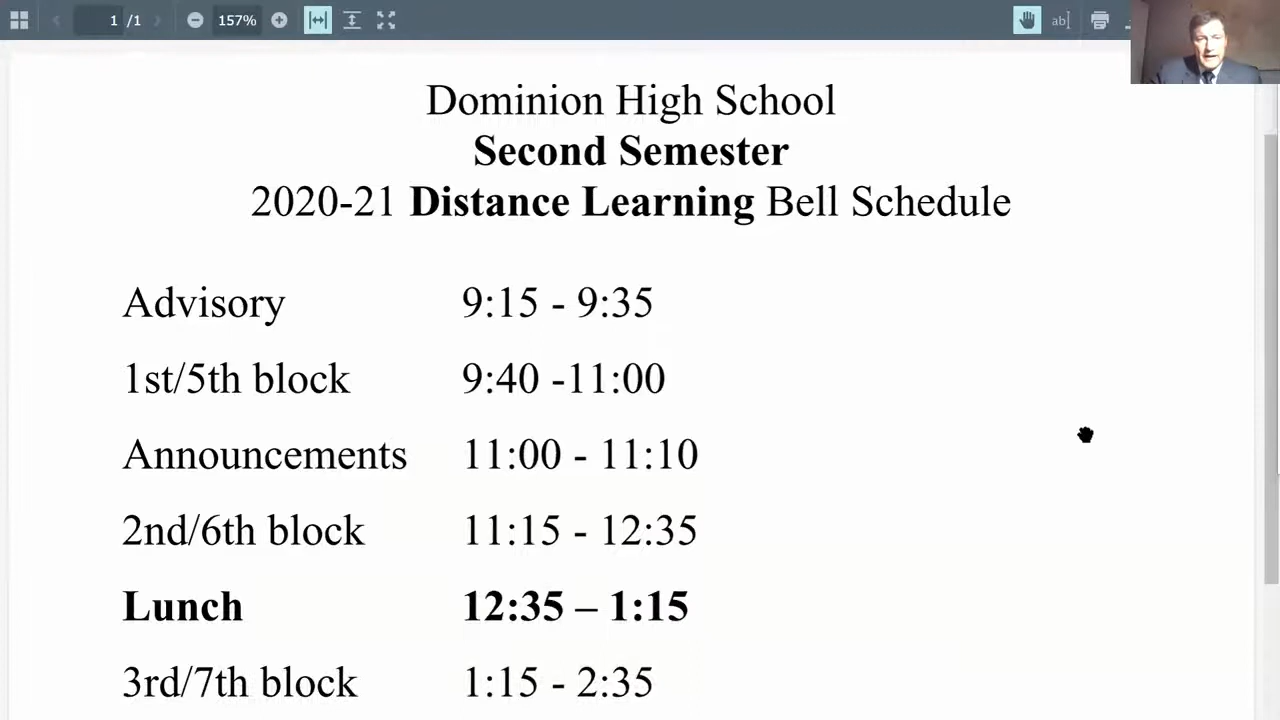 1 /1 157% ab
Dominion High School
Second Semester
2020-21 Distance Learning Bell Schedule
Advisory 9:15 - 9:35
1st/5th block 9:40 -11:00
Announcements 11:00 - 11:10
2nd/6th block 11:15 - 12:35
Lunch 12:35 – 1:15
3rd/7th block 1:15 - 2:35